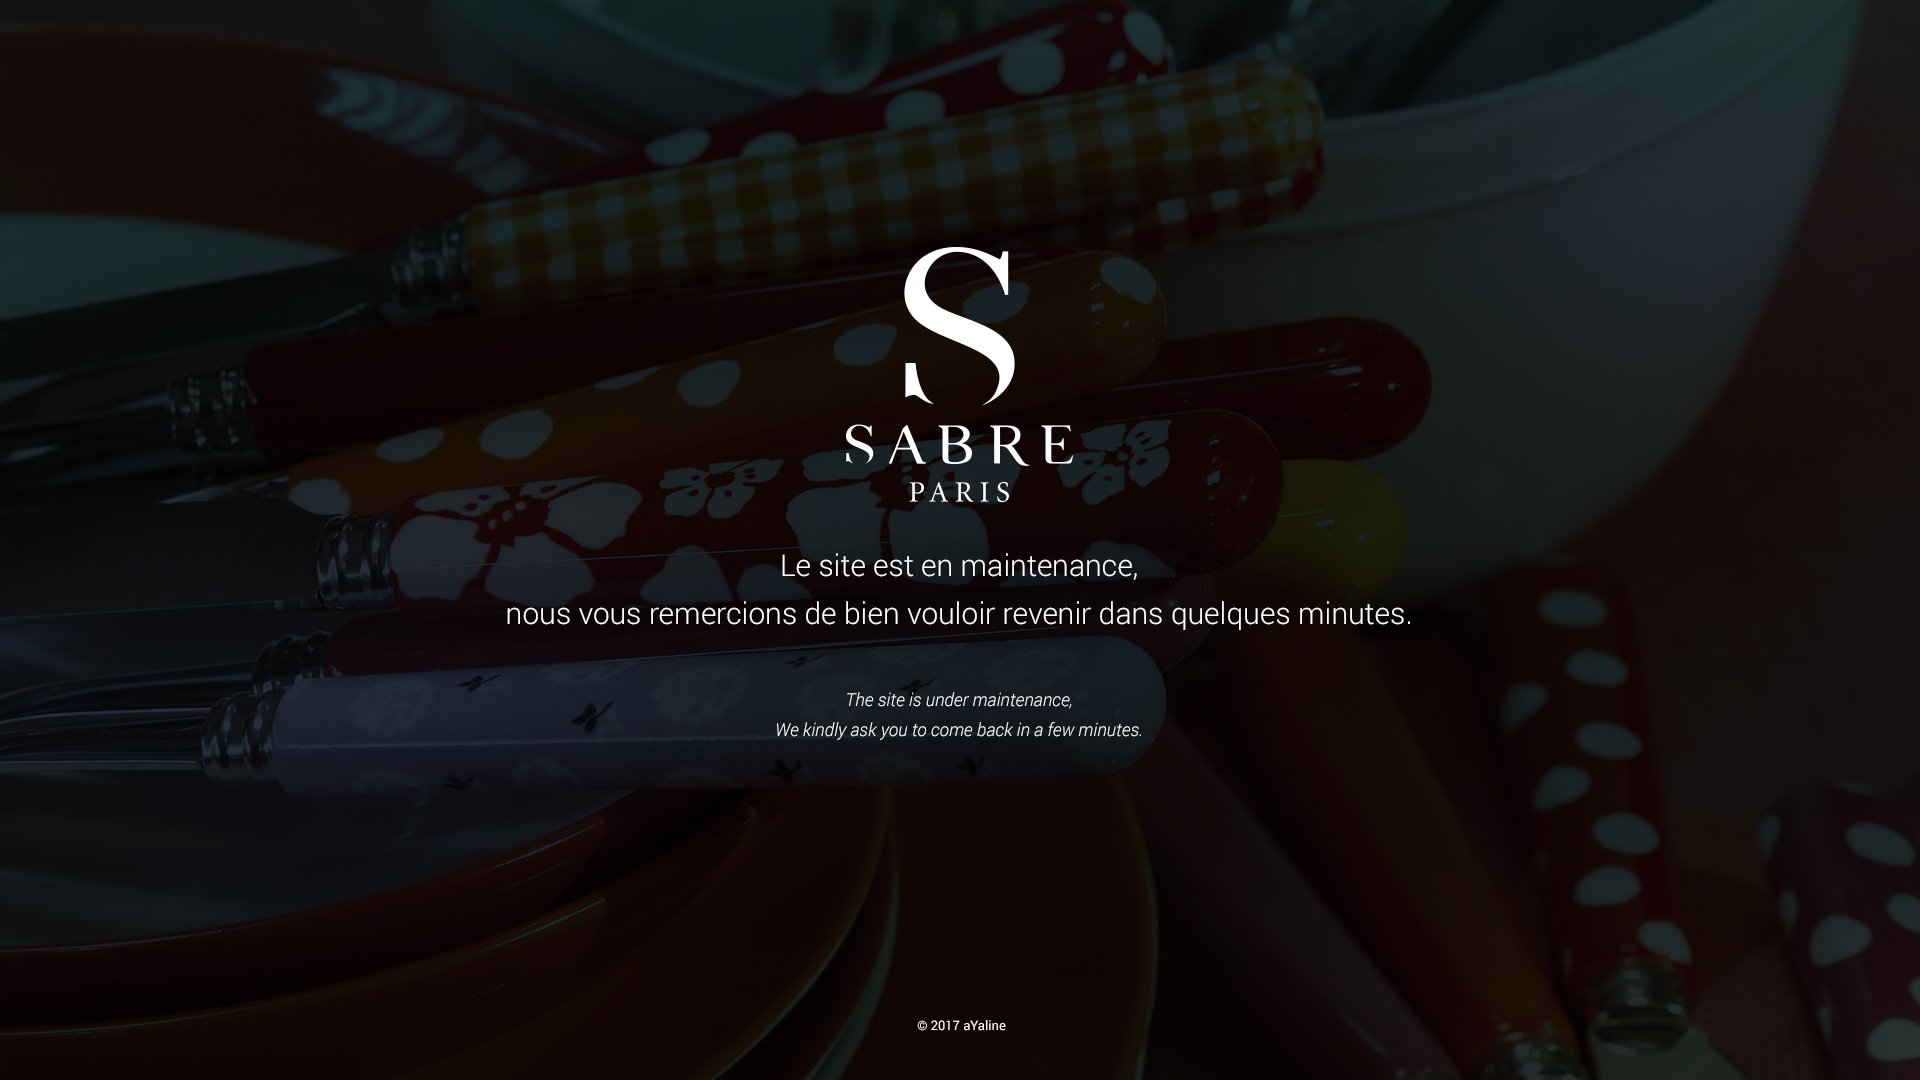 S
SABRE
PARIS
Le site est en maintenance,
nous vous remercions de bien vouloir revenir dans quelques minutes.
The site is under maintenance,
We kindly ask you to come back in a few minutes.
© 2017 aYaline